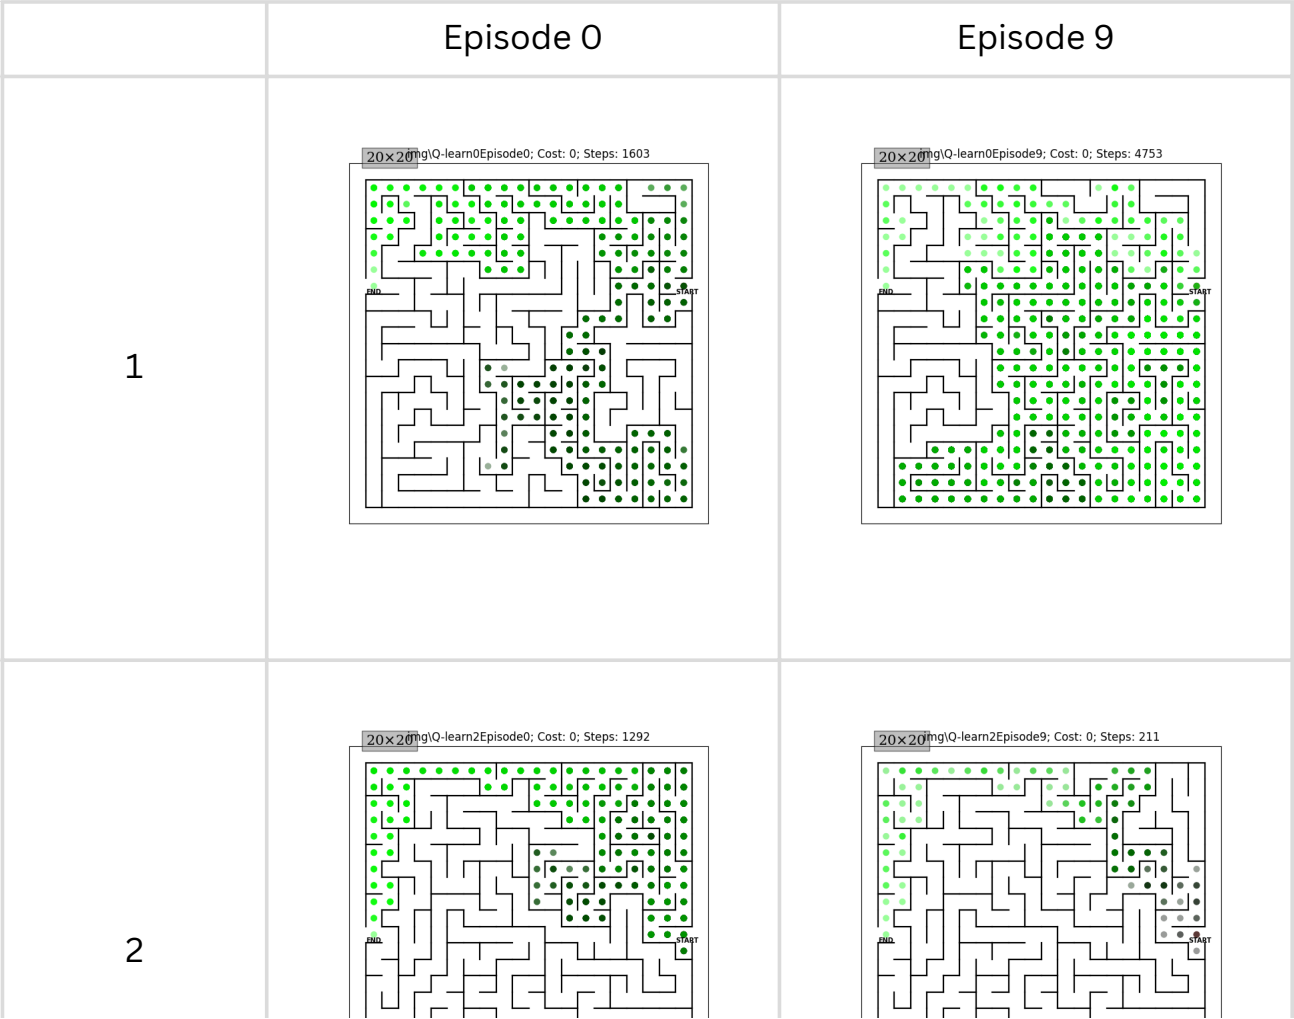 Episode 0
Episode 9
1
20×20 img\Q-learn0Episode0; Cost: 0; Steps: 1603
END
START
20×20 img\Q-learn0Episode9; Cost: 0; Steps: 4753
END
START
2
20×20 img\Q-learn2Episode0; Cost: 0; Steps: 1292
END
START
20×20 img\Q-learn2Episode9; Cost: 0; Steps: 211
END
START